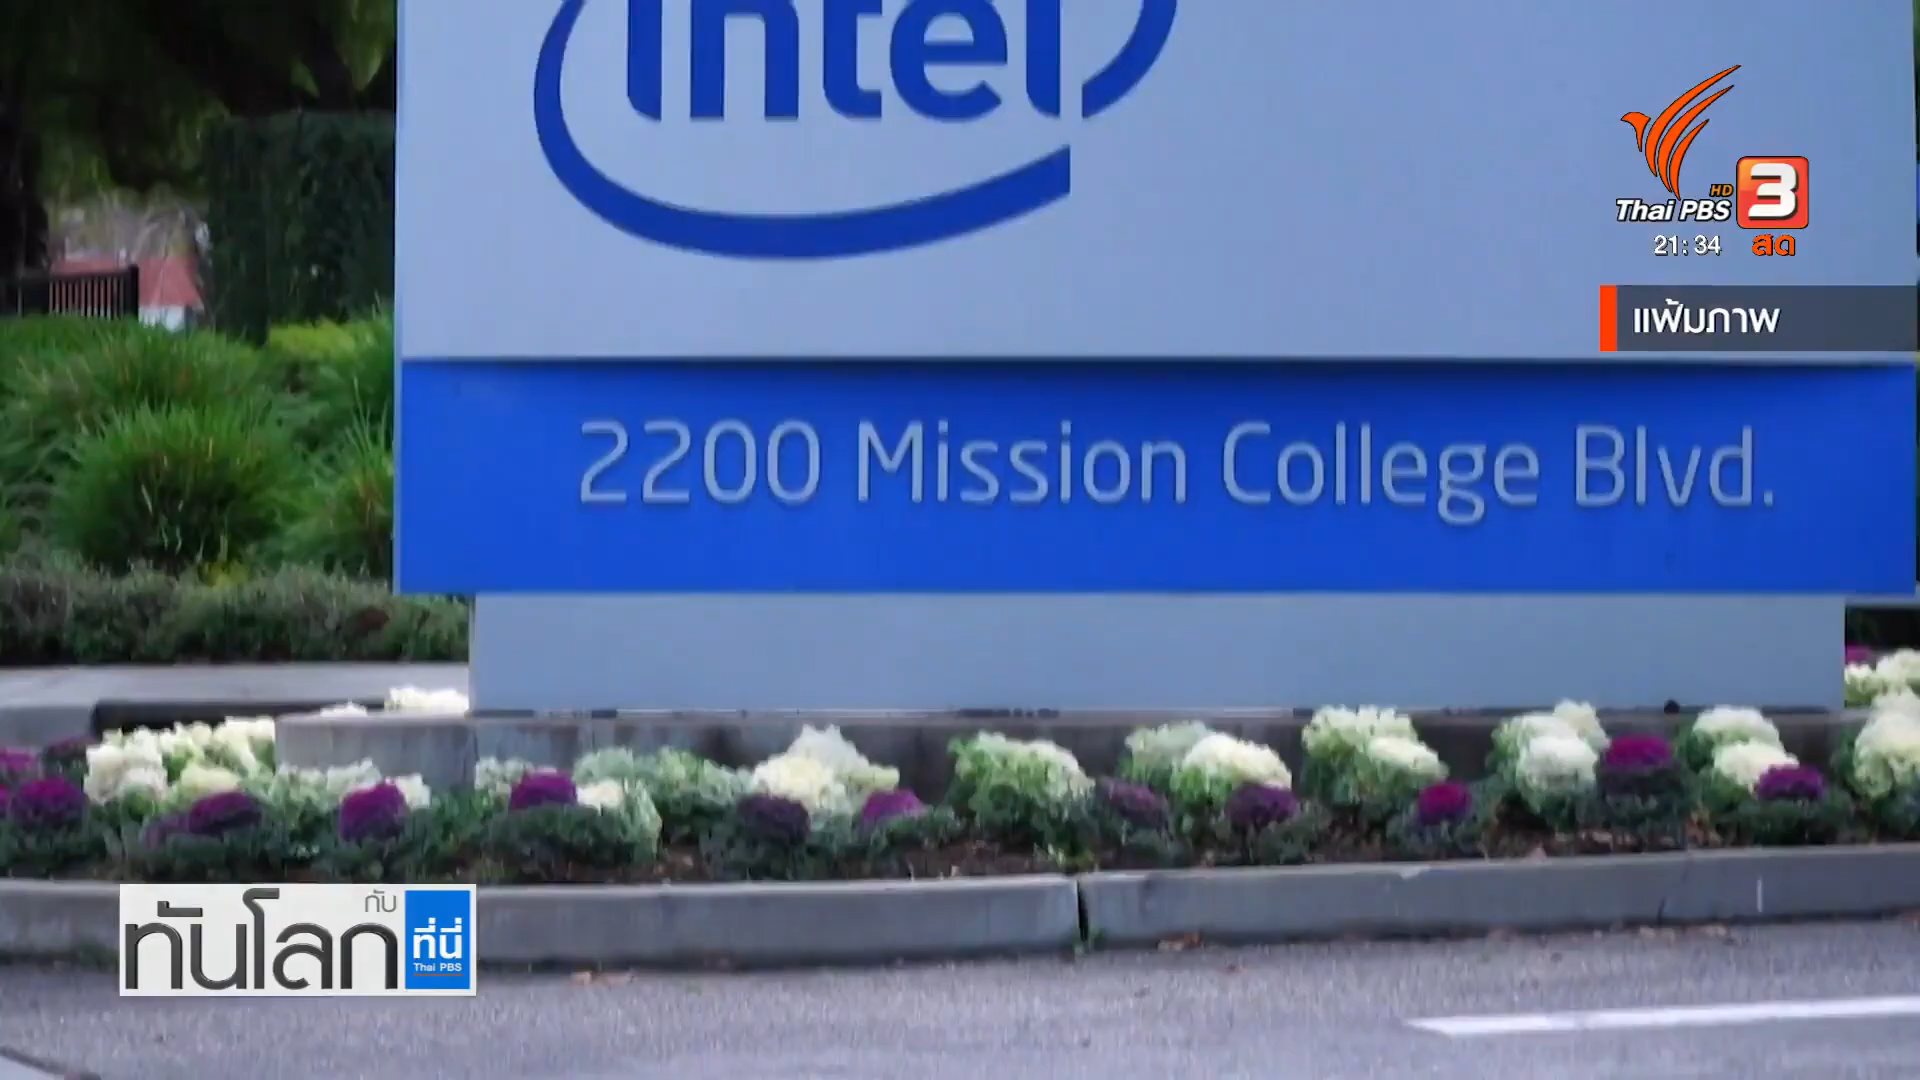 intel
HD
Thai PBS 3
21:34 สด
แฟ้มภาพ
2200 Mission College Blvd.
ทันโลก กับ ที่นี่
Thai PBS